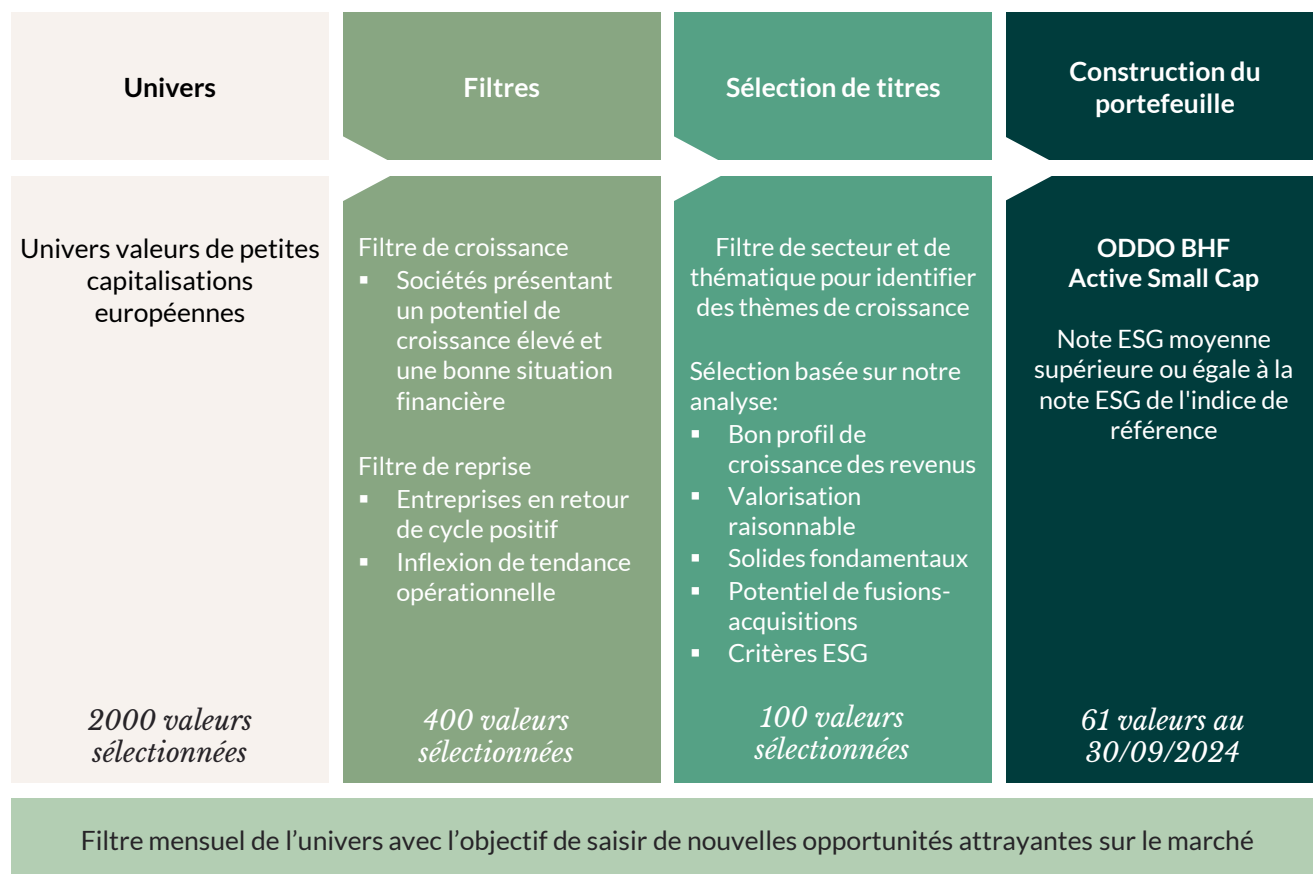 Univers
Univers valeurs de petites
capitalisations
européennes
2000 valeurs
sélectionnées
Filtres
Filtre de croissance
▪ Sociétés présentant
un potentiel de
croissance élevé et
une bonne situation
financière
Filtre de reprise
▪ Entreprises en retour
de cycle positif
▪ Inflexion de tendance
opérationnelle
400 valeurs
sélectionnées
Sélection de titres
Filtre de secteur et de
thématique pour identifier
des thèmes de croissance
Sélection basée sur notre
analyse:
▪ Bon profil de
croissance des revenus
▪ Valorisation
raisonnable
▪ Solides fondamentaux
▪ Potentiel de fusions-
acquisitions
▪ Critères ESG
100 valeurs
sélectionnées
Construction du
portefeuille
ODDO BHF
Active Small Cap
Note ESG moyenne
supérieure ou égale à la
note ESG de l'indice de
référence
61 valeurs au
30/09/2024
Filtre mensuel de l’univers avec l’objectif de saisir de nouvelles opportunités attrayantes sur le marché